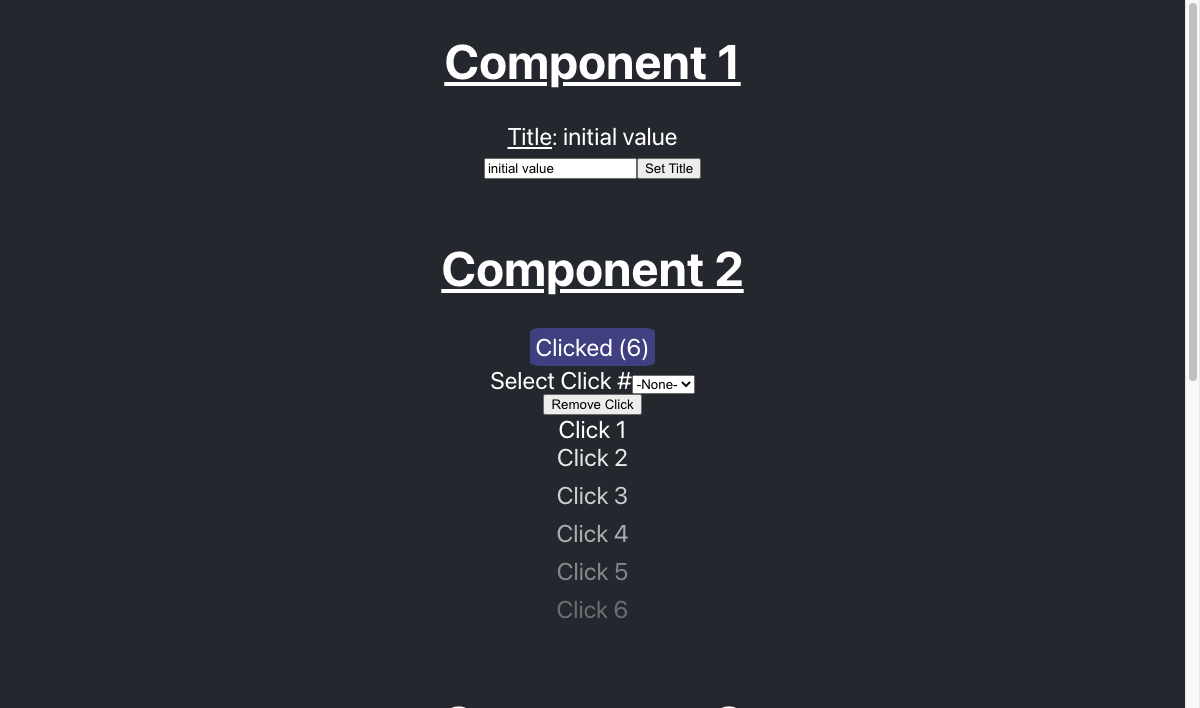 Component 1
Title: initial value
initial value Set Title
Component 2
Clicked (6)
Select Click # -None-
Remove Click
Click 1
Click 2
Click 3
Click 4
Click 5
Click 6